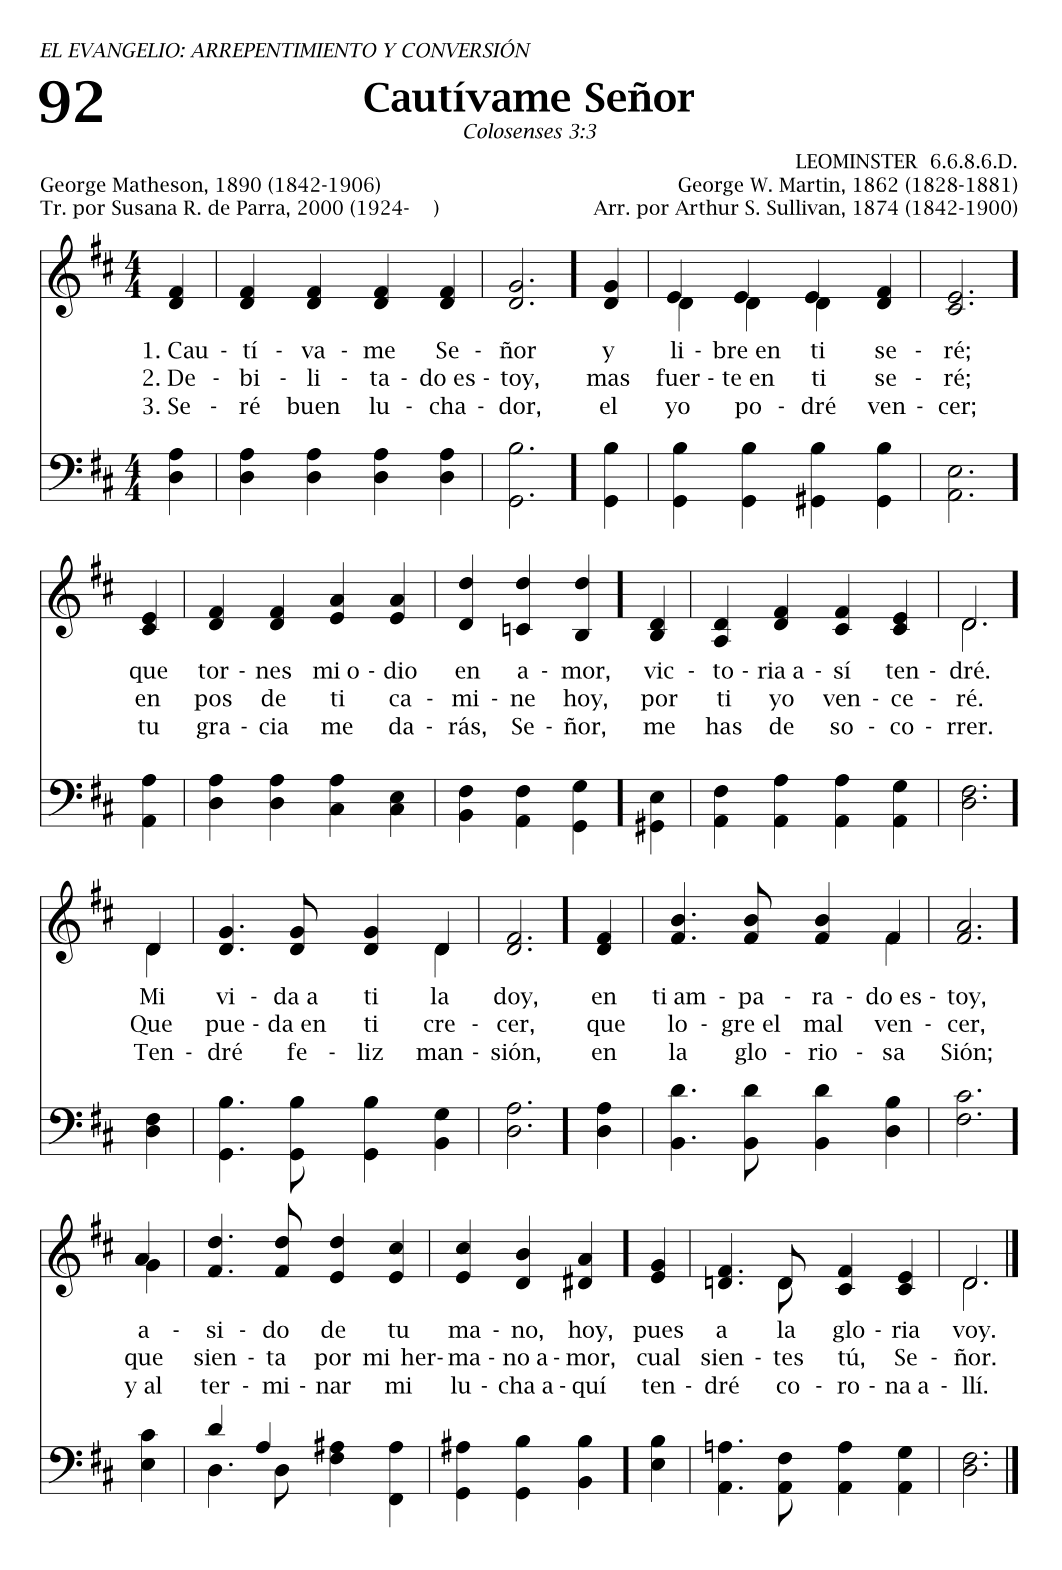 EL EVANGELIO: ARREPENTIMIENTO Y CONVERSIÓN
92
Cautívame Señor
Colosenses 3:3
LEOMINSTER 6.6.8.6.D.
George Matheson, 1890 (1842-1906)
George W. Martin, 1862 (1828-1881)
Tr. por Susana R. de Parra, 2000 (1924- )
Arr. por Arthur S. Sullivan, 1874 (1842-1900)
4 4
1. Cau - tí - va - me Se - ñor y li - bre en ti se - ré;
2. De - bi - li - ta - do es - toy, mas fuer - te en ti se - ré;
3. Se - ré buen lu - cha - dor, el yo po - dré ven - cer;
4 4
que tor - nes mi o - dio en a - mor, vic - to - ria a - sí ten - dré.
en pos de ti ca - mi - ne hoy, por ti yo ven - ce - ré.
tu gra - cia me da - rás, Se - ñor, me has de so - co - rrer.
Mi vi - da a ti la doy, en ti am - pa - ra - do es - toy,
Que pue - da en ti cre - cer, que lo - gre el mal ven - cer,
Ten - dré fe - liz man - sión, en la glo - rio - sa Sión;
a - si - do de tu ma - no, hoy, pues a la glo - ria voy.
que sien - ta por mi her - ma - no a - mor, cual sien - tes tú, Se - ñor.
y al ter - mi - nar mi lu - cha a - quí ten - dré co - ro - na a - llí.